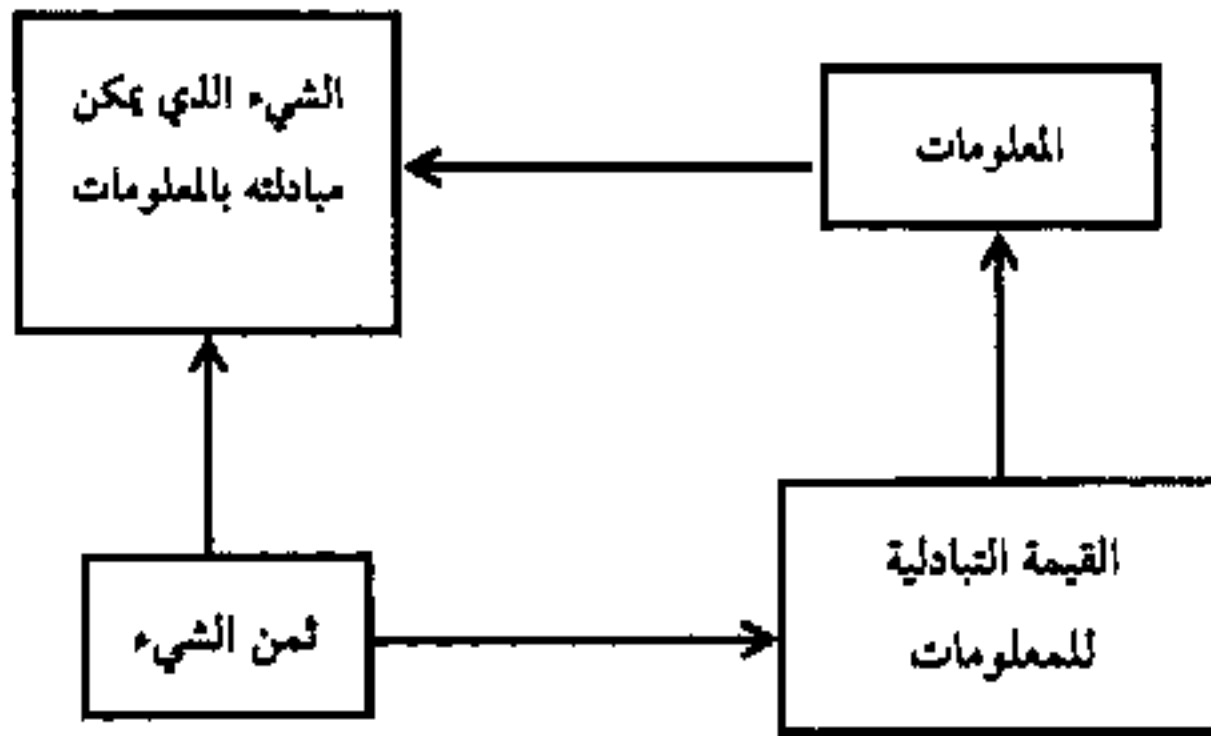 المعلومات
الشيء الذي يمكن
مبادلته بالمعلومات
القيمة التبادلية
للمعلومات
ثمن الشيء